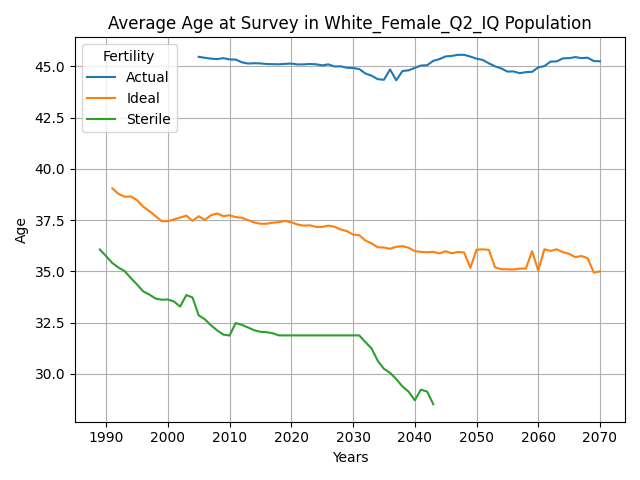 Average Age at Survey in White_Female_Q2_IQ Population
Fertility
Actual
Ideal
Sterile
Age
45.0
42.5
40.0
37.5
35.0
32.5
30.0
1990 2000 2010 2020 2030 2040 2050 2060 2070
Years